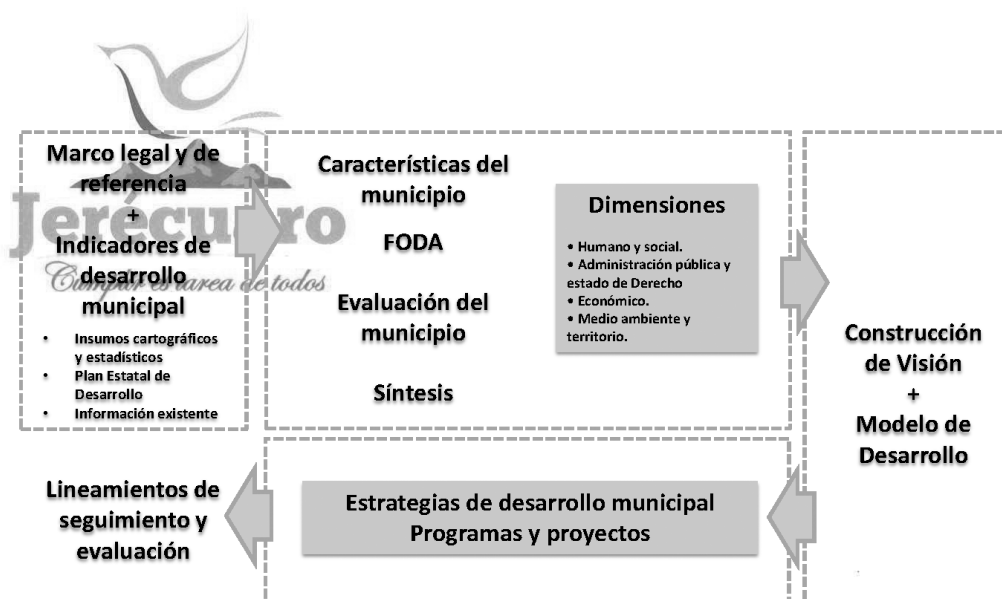 Marco legal y de
referencia
+
Indicadores de
desarrollo
municipal
• Insumos cartográficos
y estadísticos
• Plan Estatal de
Desarrollo
• Información existente
Jerécuaro
Cumplir es tarea de todos
Características del
municipio
FODA
Evaluación del
municipio
Síntesis
Dimensiones
• Humano y social.
• Administración pública y
estado de Derecho
• Económico.
• Medio ambiente y
territorio.
Construcción
de Visión
+
Modelo de
Desarrollo
Estrategias de desarrollo municipal
Programas y proyectos
Lineamientos de
seguimiento y
evaluación